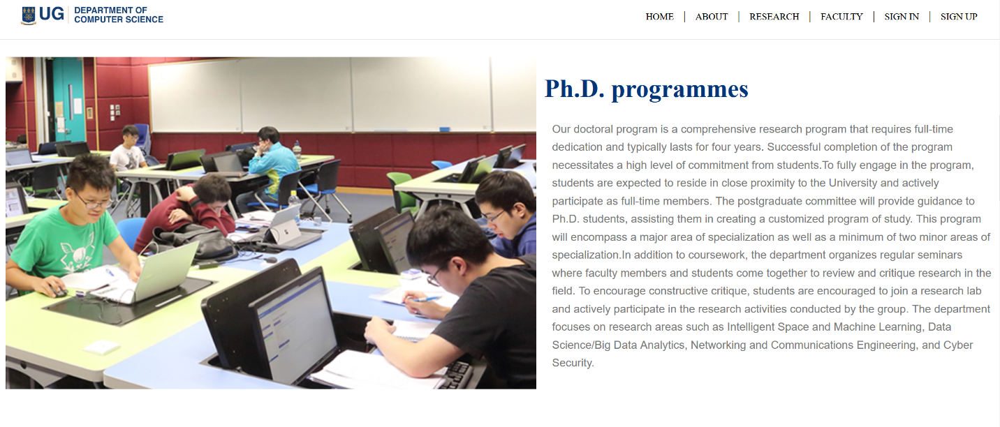 UG
DEPARTMENT OF
COMPUTER SCIENCE
HOME | ABOUT | RESEARCH | FACULTY | SIGN IN | SIGN UP
Ph.D. programmes
Our doctoral program is a comprehensive research program that requires full-time
dedication and typically lasts for four years. Successful completion of the program
necessitates a high level of commitment from students.To fully engage in the program,
students are expected to reside in close proximity to the University and actively
participate as full-time members. The postgraduate committee will provide guidance to
Ph.D. students, assisting them in creating a customized program of study. This program
will encompass a major area of specialization as well as a minimum of two minor areas of
specialization.In addition to coursework, the department organizes regular seminars
where faculty members and students come together to review and critique research in the
field. To encourage constructive critique, students are encouraged to join a research lab
and actively participate in the research activities conducted by the group. The department
focuses on research areas such as Intelligent Space and Machine Learning, Data
Science/Big Data Analytics, Networking and Communications Engineering, and Cyber
Security.